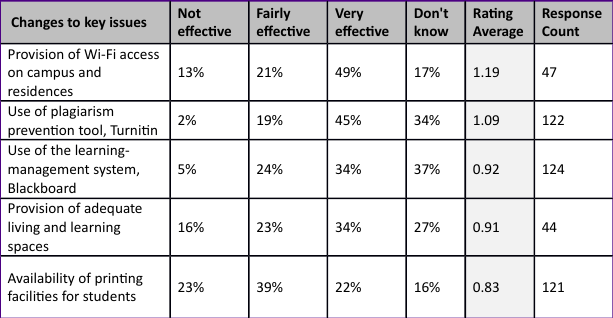 Changes to key issues
Not effective
Fairly effective
Very effective
Don't know
Rating Average
Response Count
Provision of Wi-Fi access
on campus and
residences
13%
21%
49%
17%
1.19
47
Use of plagiarism
prevention tool, Turnitin
2%
19%
45%
34%
1.09
122
Use of the learning-
management system,
Blackboard
5%
24%
34%
37%
0.92
124
Provision of adequate
living and learning
spaces
16%
23%
34%
27%
0.91
44
Availability of printing
facilities for students
23%
39%
22%
16%
0.83
121